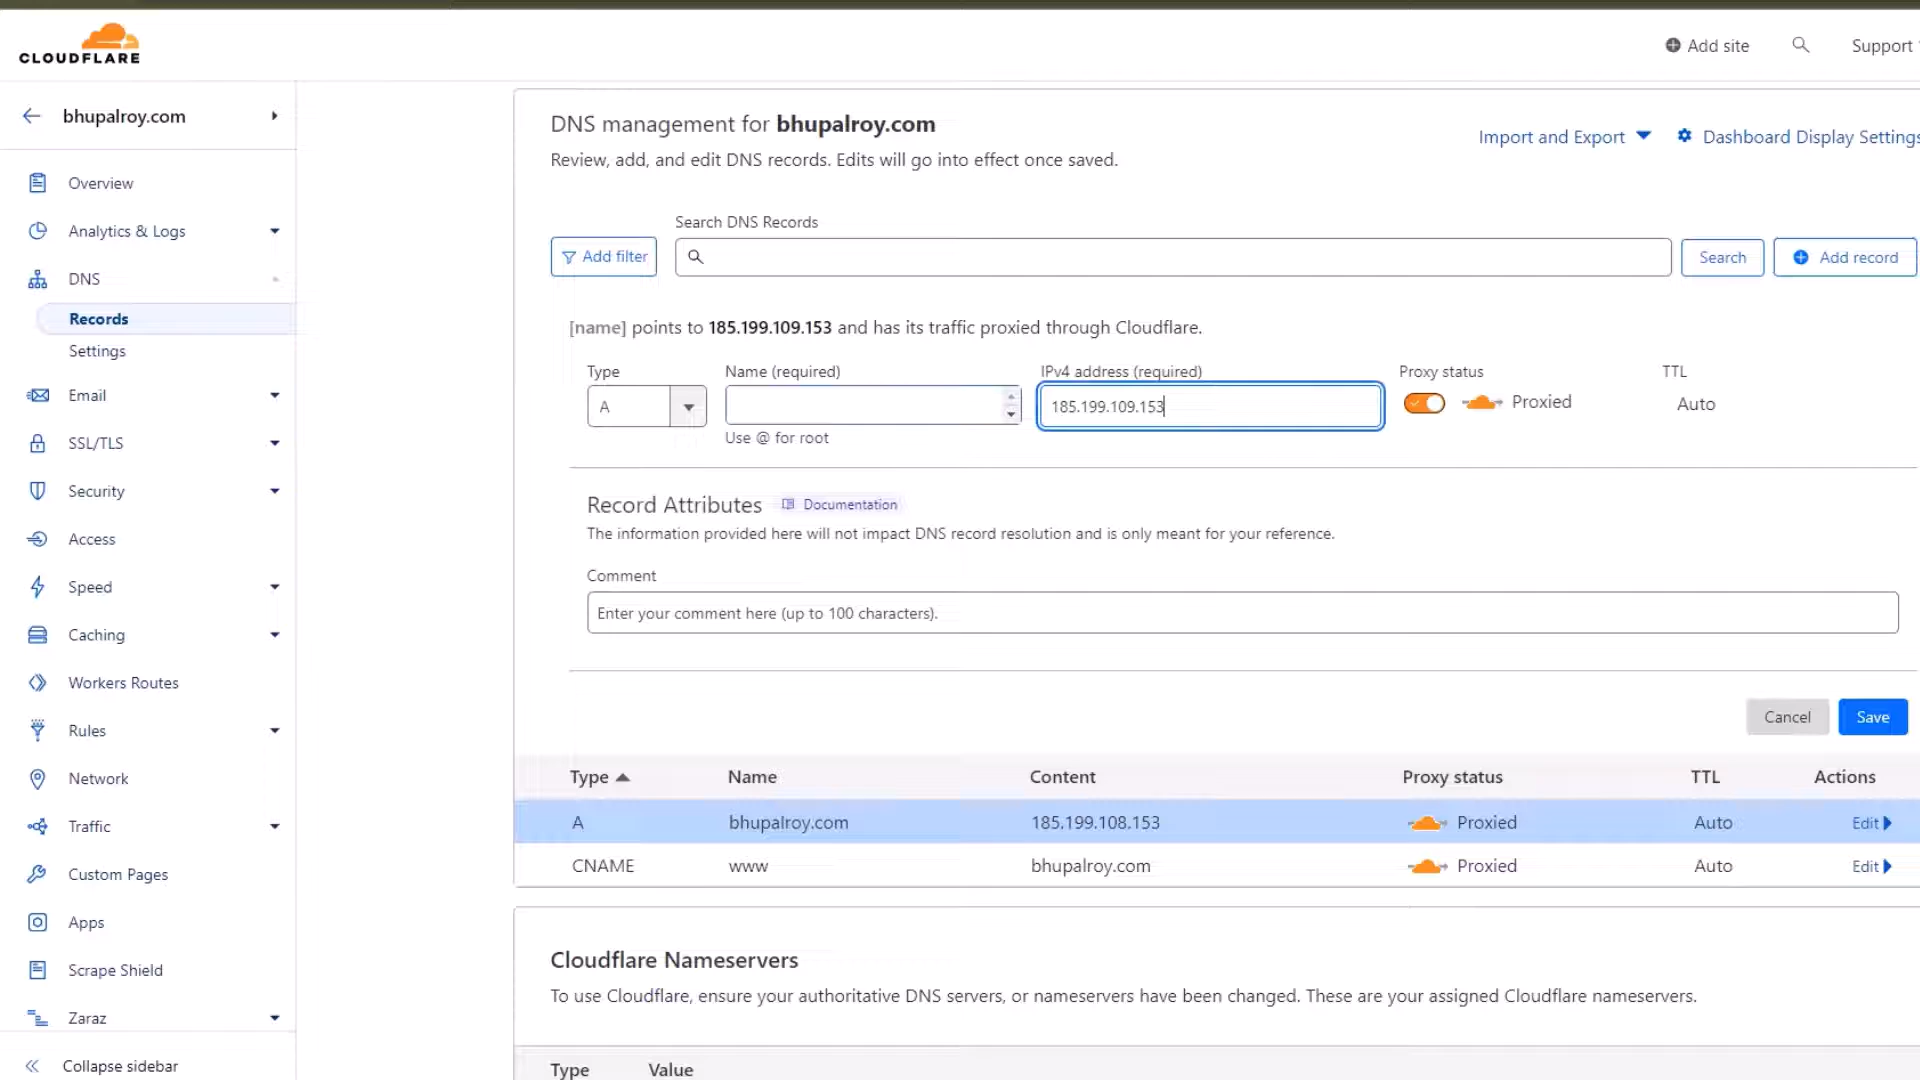 CLOUDFLARE
Add site
Support
bhupalroy.com
Overview
Analytics & Logs
DNS
Records
Settings
Email
SSL/TLS
Security
Access
Speed
Caching
Workers Routes
Rules
Network
Traffic
Custom Pages
Apps
Scrape Shield
Zaraz
Collapse sidebar
DNS management for bhupalroy.com
Review, add, and edit DNS records. Edits will go into effect once saved.
Import and Export
Dashboard Display Settings
Search DNS Records
Add filter
Search
Add record
[name] points to 185.199.109.153 and has its traffic proxied through Cloudflare.
Type Name (required) IPv4 address (required) Proxy status TTL
A 185.199.109.153 Proxied Auto
Use @ for root
Record Attributes Documentation
The information provided here will not impact DNS record resolution and is only meant for your reference.
Comment
Enter your comment here (up to 100 characters).
Cancel Save
Type Name Content Proxy status TTL Actions
A bhupalroy.com 185.199.108.153 Proxied Auto Edit
CNAME www bhupalroy.com Proxied Auto Edit
Cloudflare Nameservers
To use Cloudflare, ensure your authoritative DNS servers, or nameservers have been changed. These are your assigned Cloudflare nameservers.
Type Value